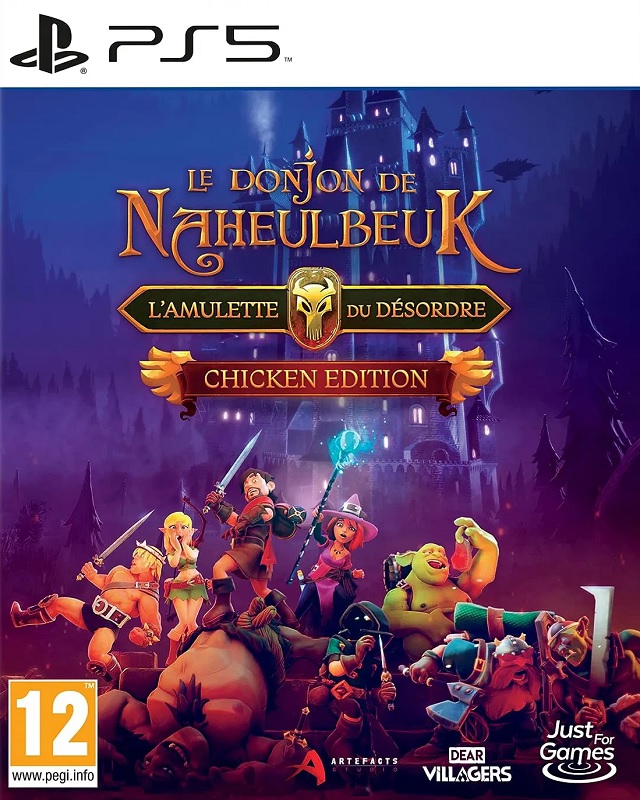 PS5
LE DONJON DE
NAHEULBEUK
L'AMULETTE DU DÉSORDRE
CHICKEN EDITION
12
www.pegi.info
ARTEFACTS
STUDIO
DEAR
VILLAGERS
Just
For
Games